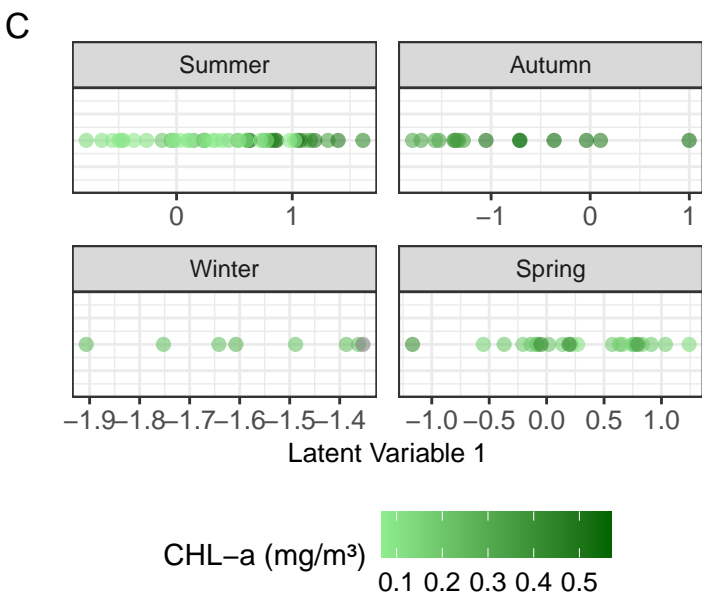 C
Summer Autumn
0 1 −1 0 1
Winter Spring
−1.9 −1.8 −1.7 −1.6 −1.5 −1.4 −1.0 −0.5 0.0 0.5 1.0
Latent Variable 1
CHL−a (mg/m³)
0.1 0.2 0.3 0.4 0.5